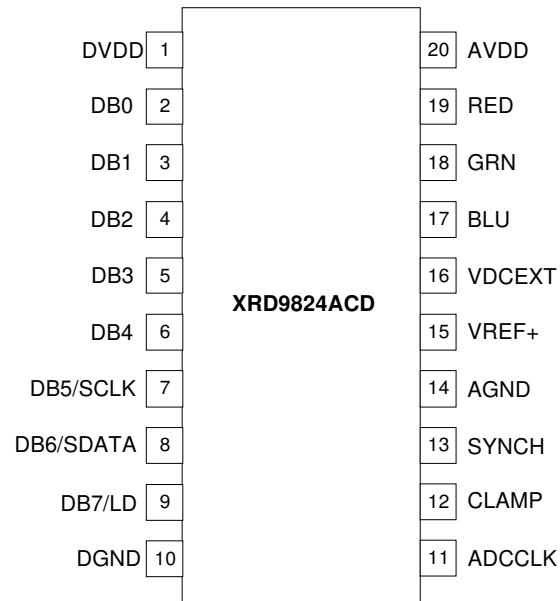 DVDD 1 20 AVDD
DB0 2 19 RED
DB1 3 18 GRN
DB2 4 17 BLU
DB3 5 16 VDCEXT
XRD9824ACD
DB4 6 15 VREF+
DB5/SCLK 7 14 AGND
DB6/SDATA 8 13 SYNCH
DB7/LD 9 12 CLAMP
DGND 10 11 ADCCLK